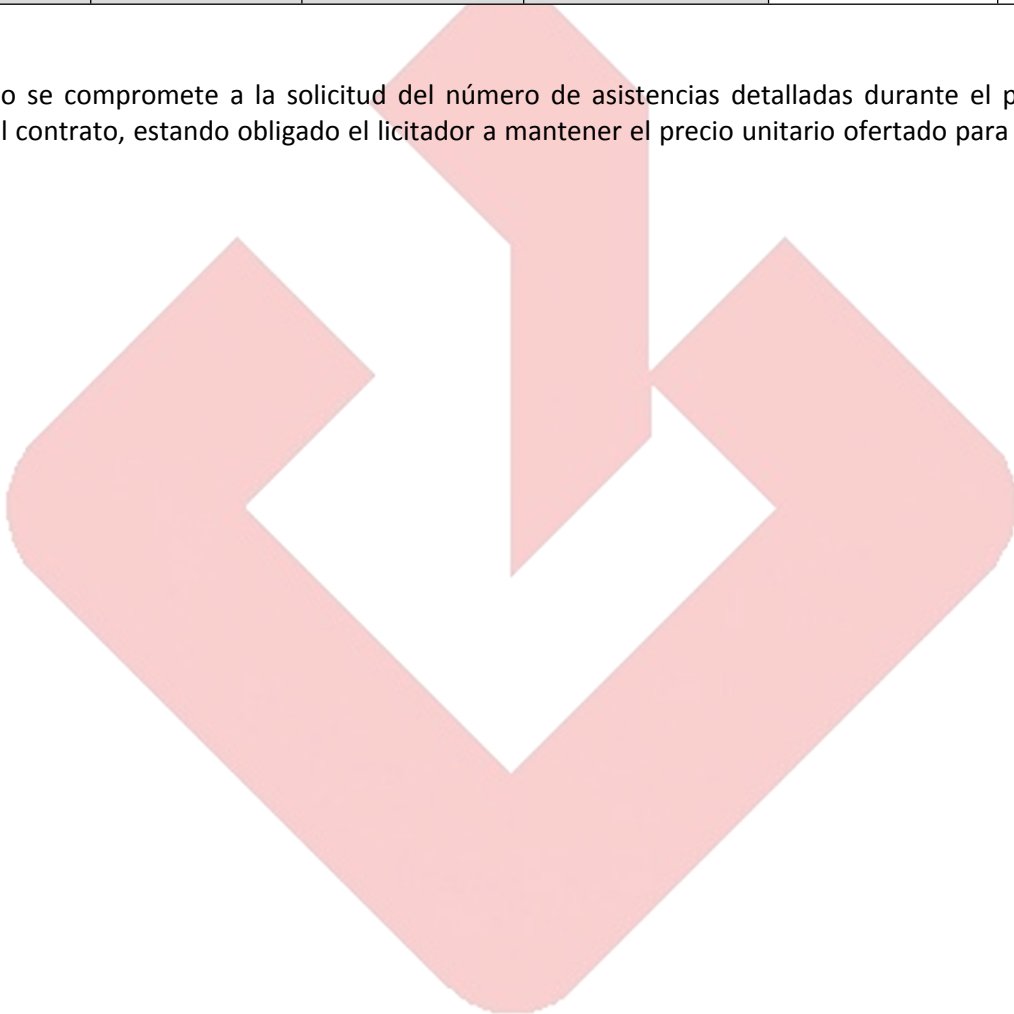 o se compromete a la solicitud del número de asistencias detalladas durante el p
l contrato, estando obligado el licitador a mantener el precio unitario ofertado para